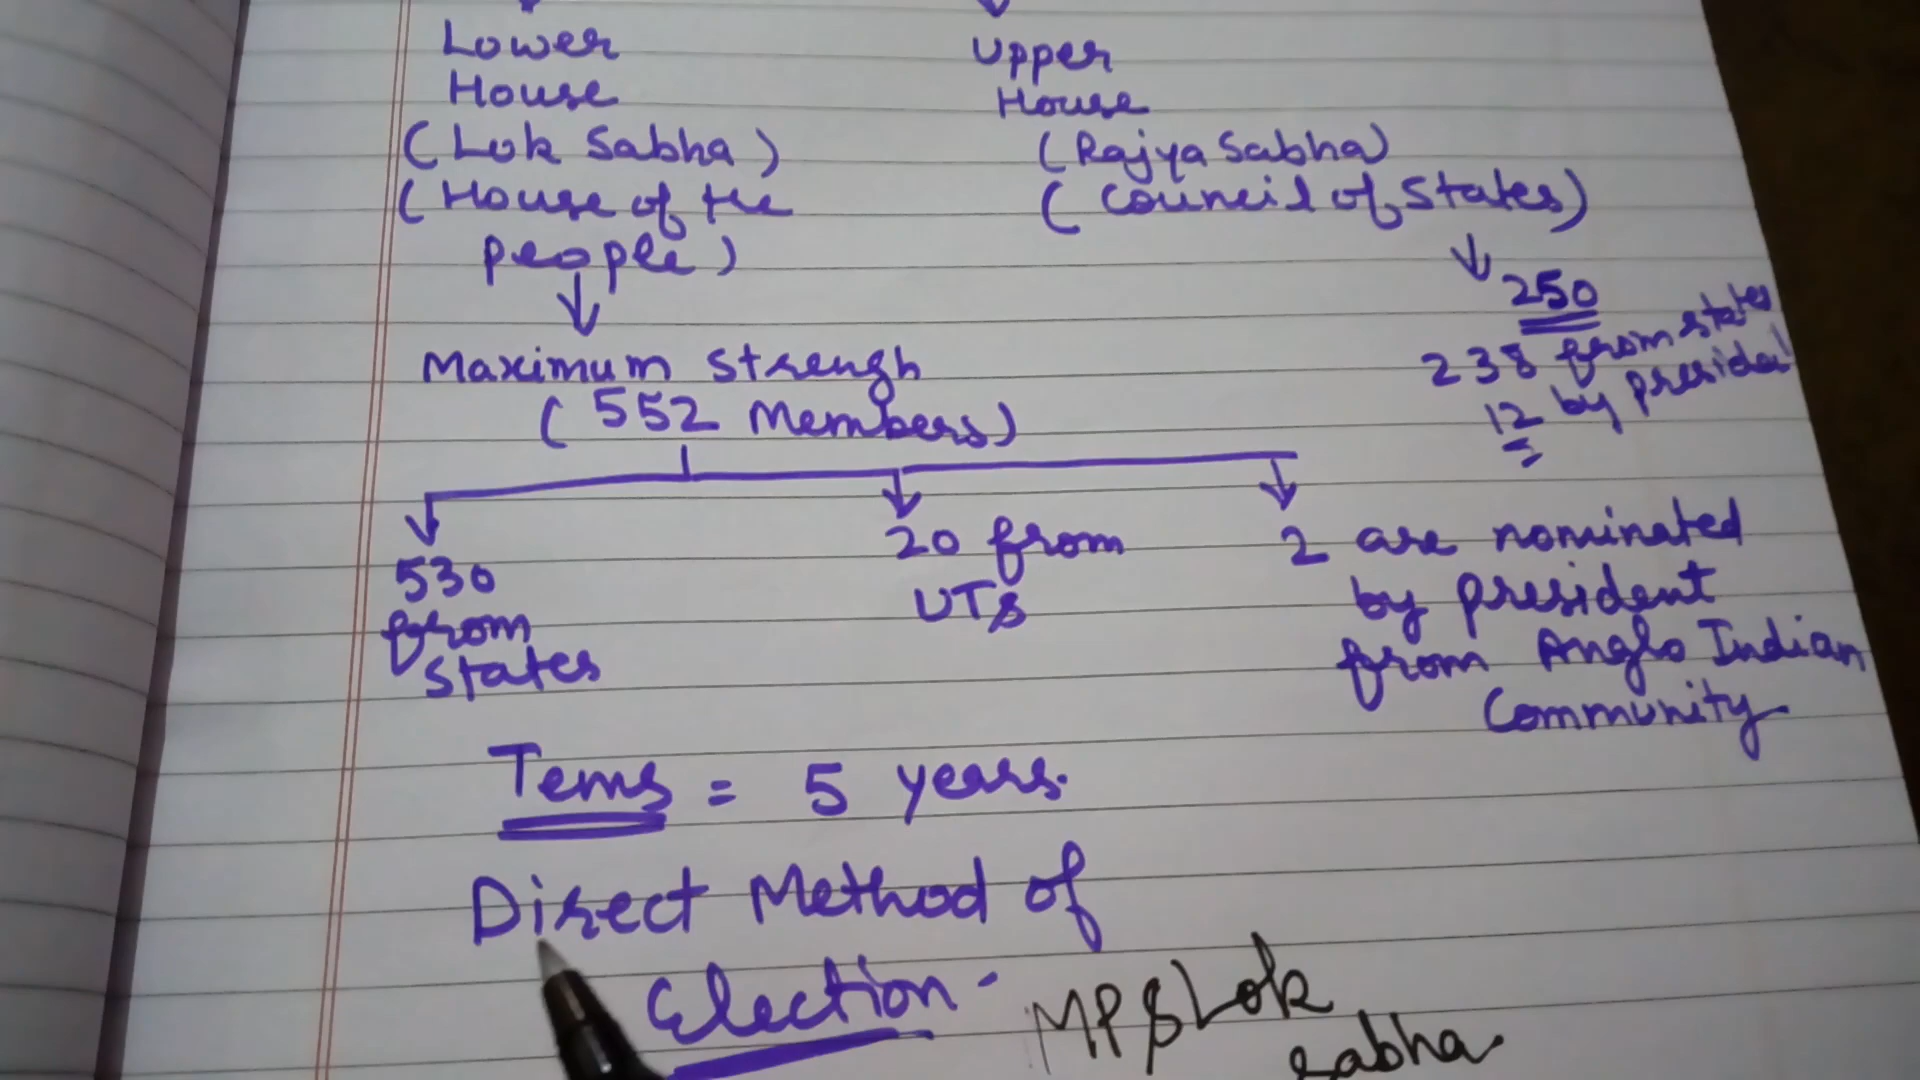 Lower
House
(Lok Sabha)
(House of the
people)
Upper
House
(Rajya Sabha)
(Council of States)
250
238 from states
12 by president
Maximum strengh
(552 Members)
530
from
states
20 from
UTs
2 are nominated
by president
from Anglo Indian
Community
Tems = 5 years.
Direct Method of
Election.
MPs Lok
sabha.